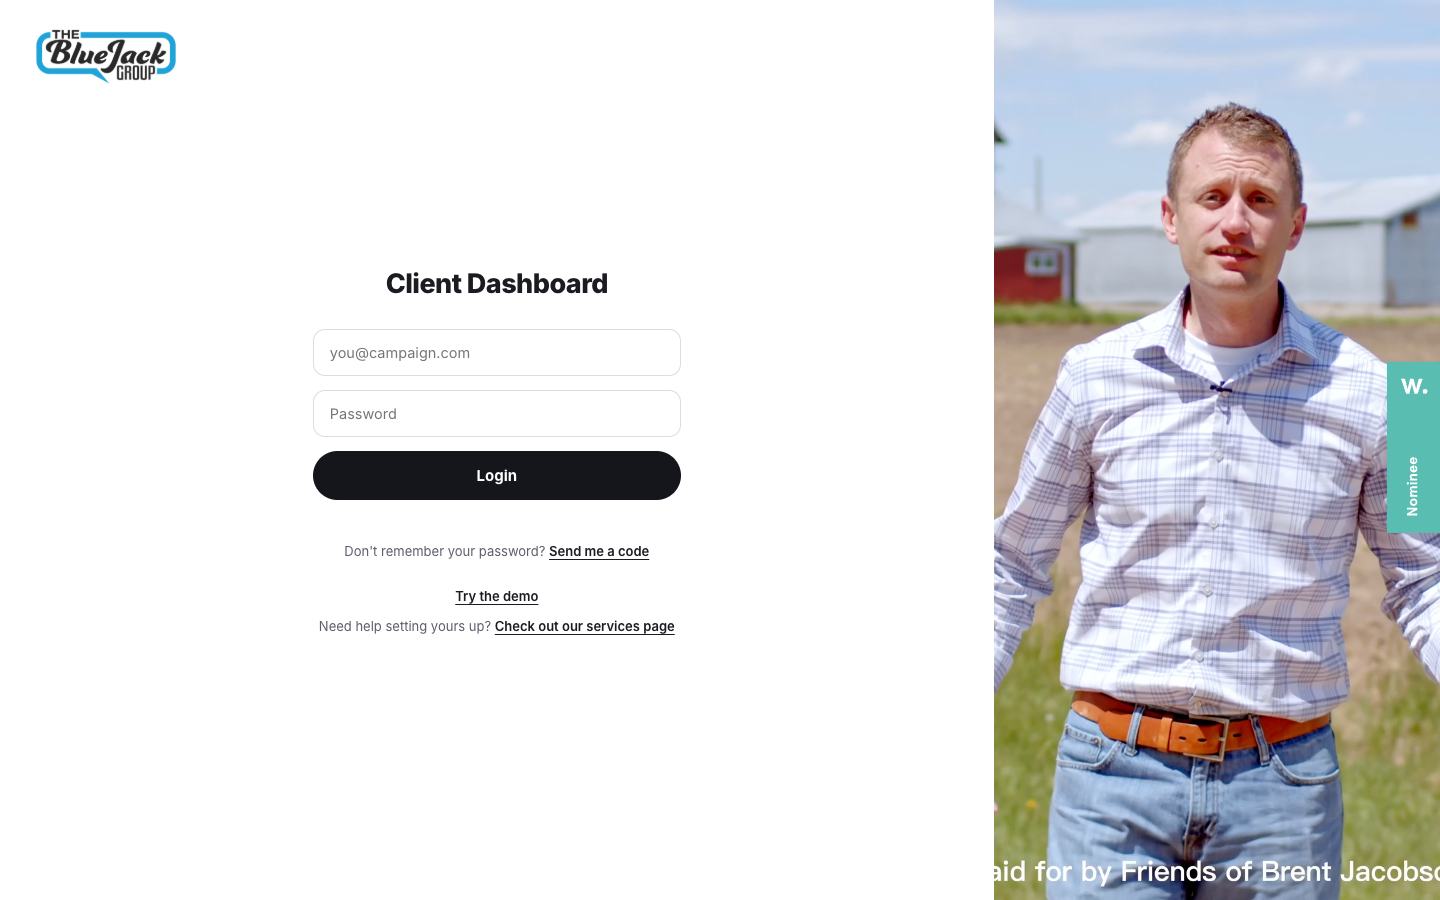 THE
BlueJack
GROUP
Client Dashboard
you@campaign.com
Password
Login
Don't remember your password? Send me a code
Try the demo
Need help setting yours up? Check out our services page
W.
Nominee
aid for by Friends of Brent Jacobso